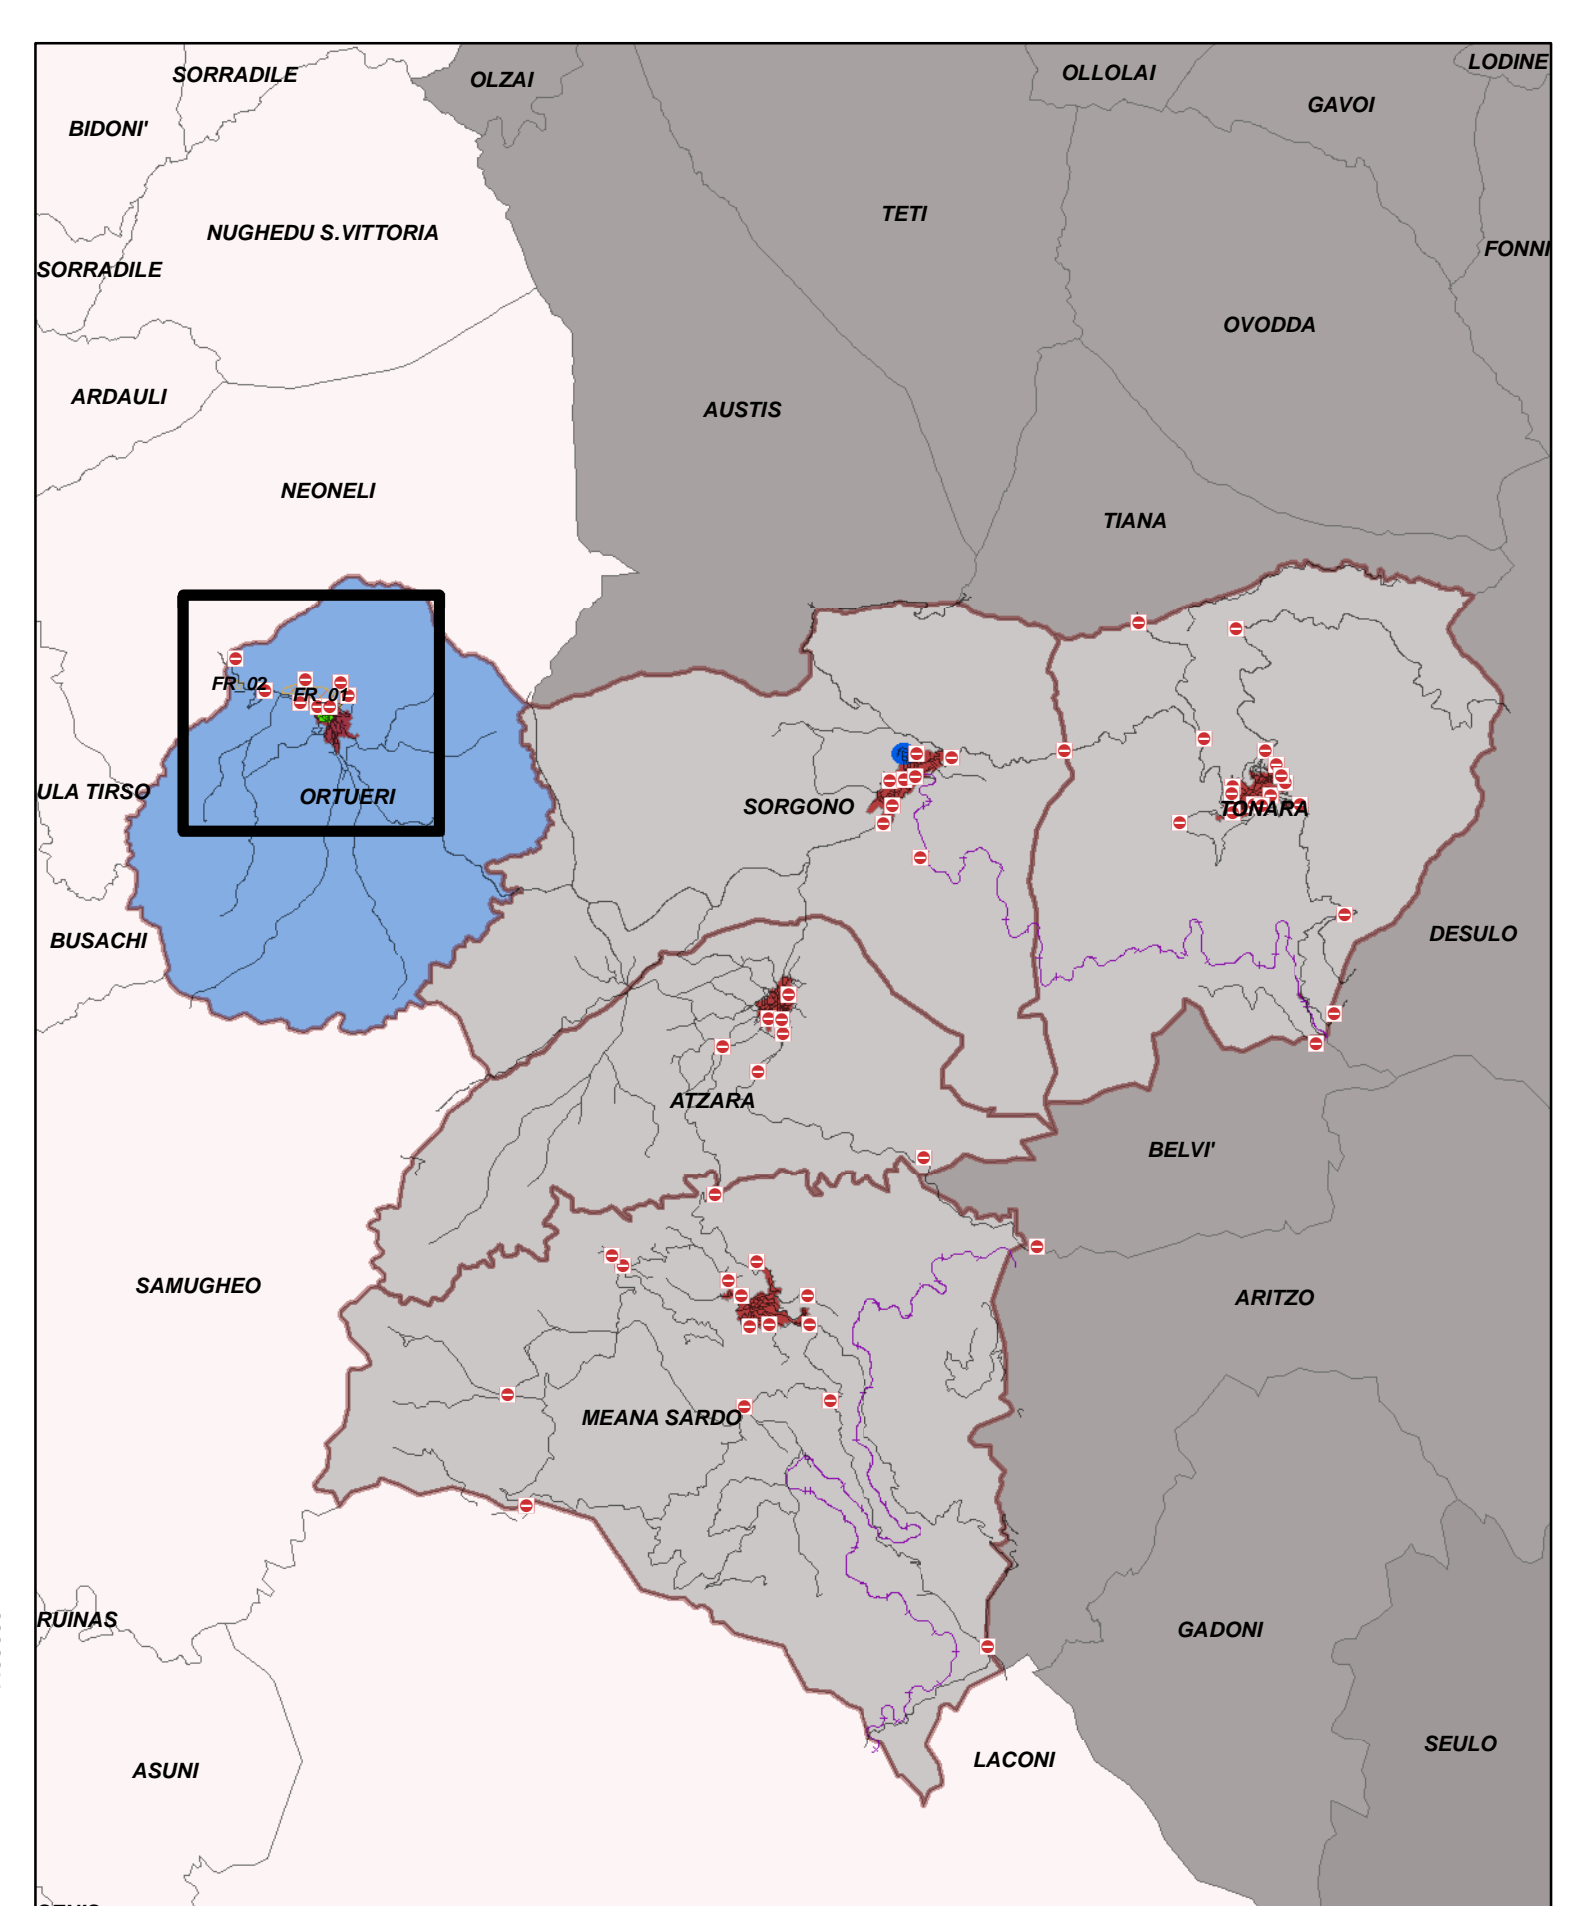 SORRADILE
OLZAI
OLLOLAI
LODINE
GAVOI
BIDONI'
TETI
NUGHEDU S.VITTORIA
FONNI
SORRADILE
OVODDA
ARDAULI
AUSTIS
NEONELI
TIANA
FR_02
FR_01
ULA TIRSO
ORTUERI
SORGONO
TONARA
DESULO
BUSACHI
ATZARA
BELVI'
SAMUGHEO
ARITZO
MEANA SARDO
RUINAS
GADONI
SEULO
LACONI
ASUNI